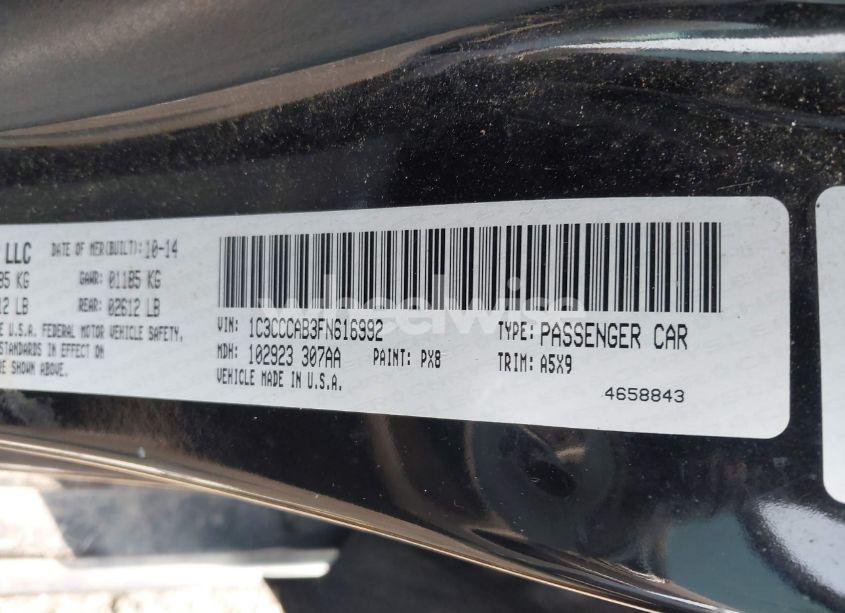 LLC DATE OF MFR(BUILT): 10-14
85 KG GAWR: 01185 KG
12 LB REAR: 02612 LB
U.S.A. FEDERAL MOTOR VEHICLE SAFETY,
STANDARDS IN EFFECT ON
RE SHOWN ABOVE.
VIN: 1C3CCCAB3FN616992 TYPE: PASSENGER CAR
MDH: 102923 307AA PAINT: PX8 TRIM: A5X9
VEHICLE MADE IN U.S.A.
4658843
wheelwise